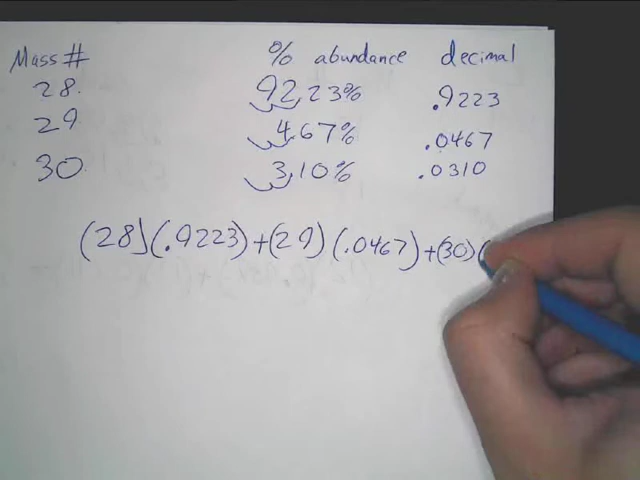 Mass # % abundance decimal
28. 92.23% .9223
29 4.67% .0467
30. 3.10% .0310
(28)(.9223)+(29)(.0467)+(30)(